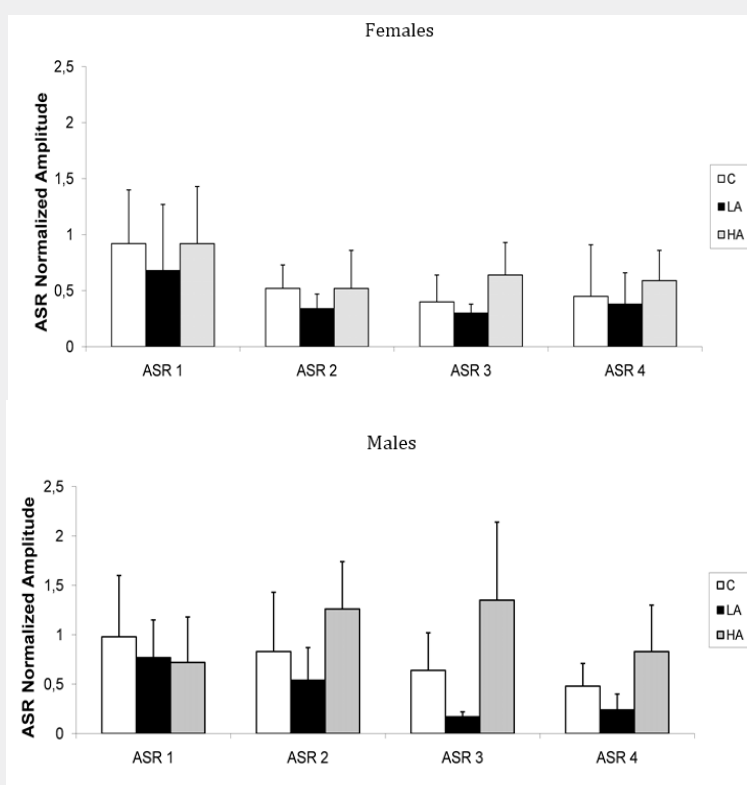 Females
2,5
2
1,5
1
0,5
0
ASR Normalized Amplitude
ASR 1 ASR 2 ASR 3 ASR 4
C
LA
HA
Males
2,5
2
1,5
1
0,5
0
ASR Normalized Amplitude
ASR 1 ASR 2 ASR 3 ASR 4
C
LA
HA